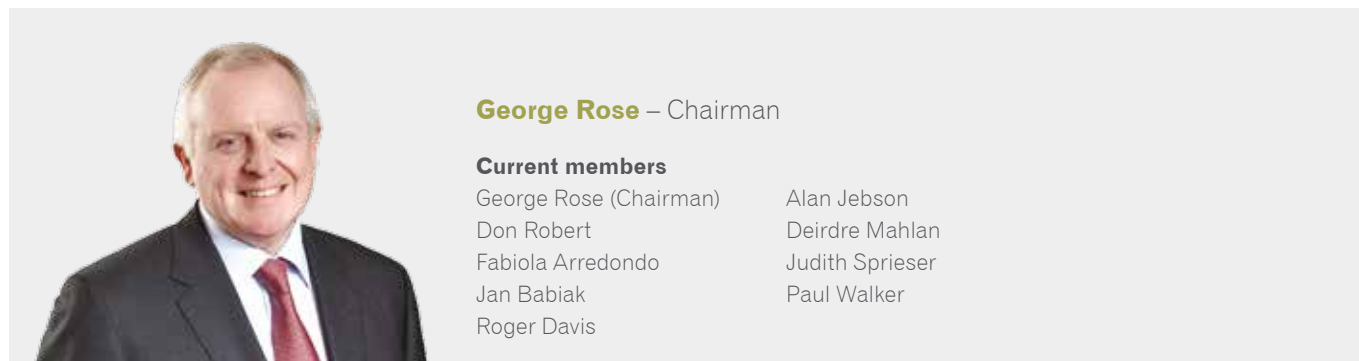 George Rose – Chairman
Current members
George Rose (Chairman)
Don Robert
Fabiola Arredondo
Jan Babiak
Roger Davis
Alan Jebson
Deirdre Mahlan
Judith Sprieser
Paul Walker